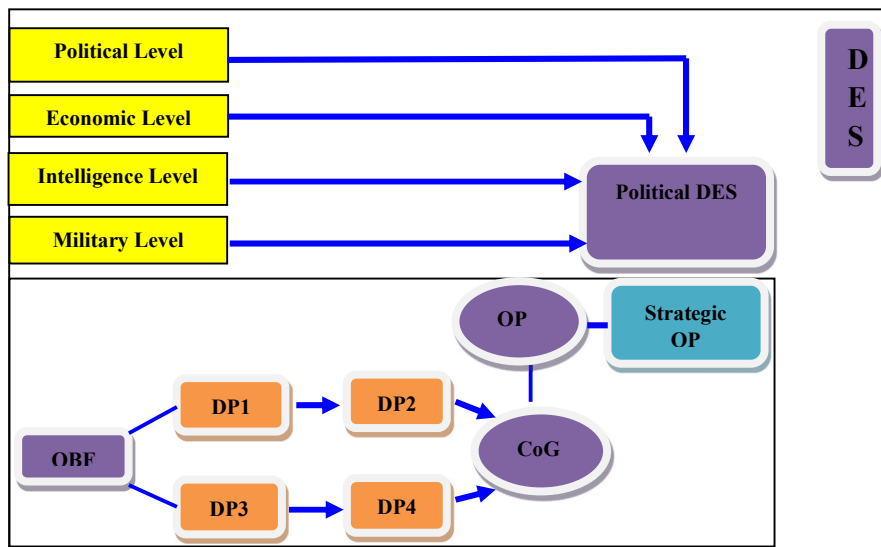 Political Level
D
E
S
Economic Level
Intelligence Level
Political DES
Military Level
OP
Strategic
OP
DP1
DP2
OBF
CoG
DP3
DP4